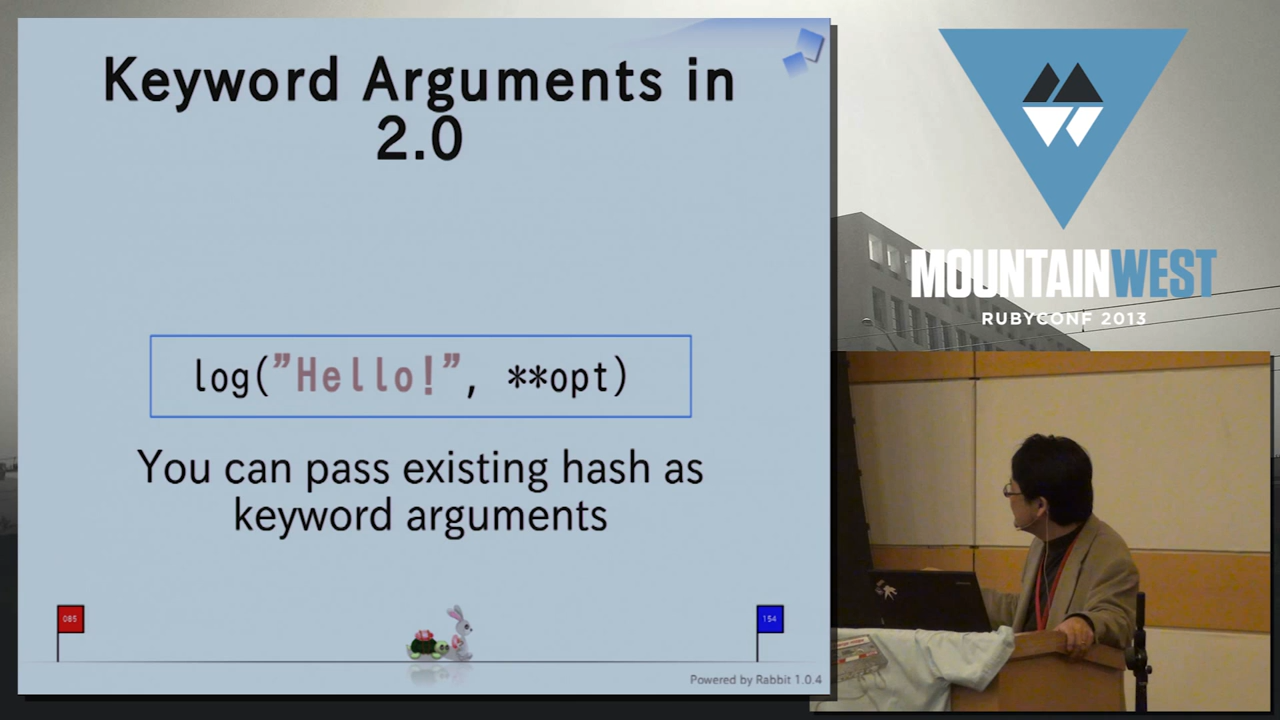 Keyword Arguments in
2.0
log("Hello!", **opt)
You can pass existing hash as
keyword arguments
085
154
Powered by Rabbit 1.0.4
MOUNTAINWEST
RUBYCONF 2013